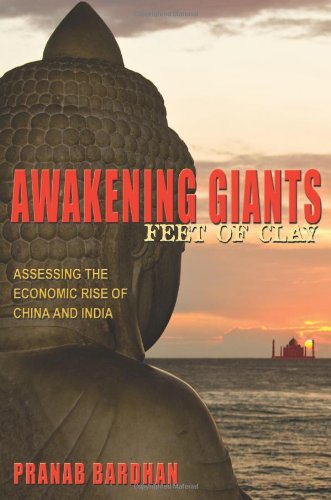 AWAKENING GIANTS
FEET OF CLAY
ASSESSING THE
ECONOMIC RISE OF
CHINA AND INDIA
PRANAB BARDHAN